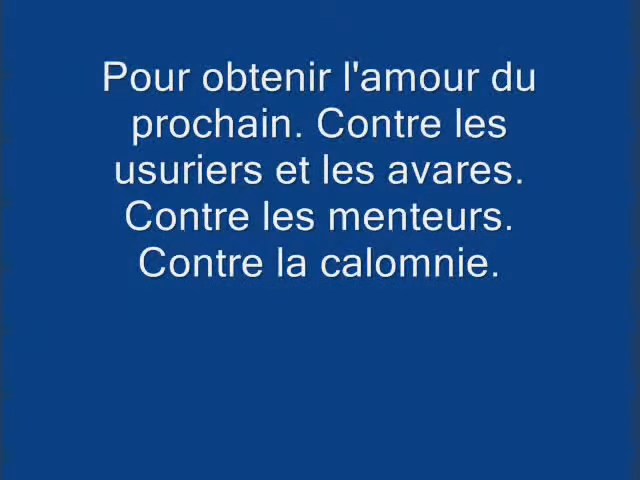 Pour obtenir l'amour du
prochain. Contre les
usuriers et les avares.
Contre les menteurs.
Contre la calomnie.